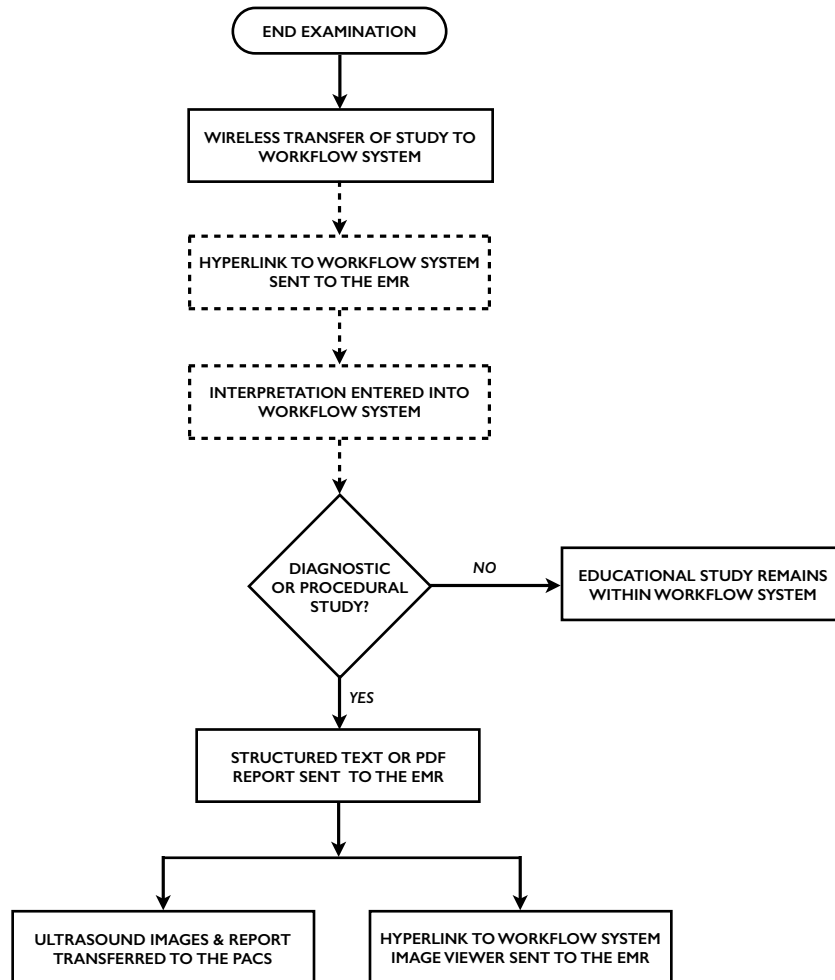 END EXAMINATION
WIRELESS TRANSFER OF STUDY TO
WORKFLOW SYSTEM
HYPERLINK TO WORKFLOW SYSTEM
SENT TO THE EMR
INTERPRETATION ENTERED INTO
WORKFLOW SYSTEM
DIAGNOSTIC
OR PROCEDURAL
STUDY?
NO
EDUCATIONAL STUDY REMAINS
WITHIN WORKFLOW SYSTEM
YES
STRUCTURED TEXT OR PDF
REPORT SENT TO THE EMR
ULTRASOUND IMAGES & REPORT
TRANSFERRED TO THE PACS
HYPERLINK TO WORKFLOW SYSTEM
IMAGE VIEWER SENT TO THE EMR